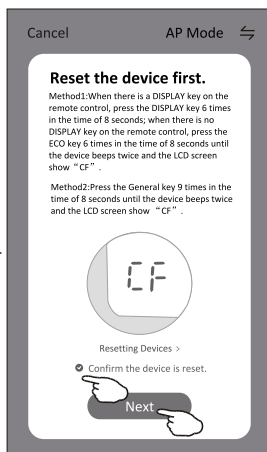 Cancel AP Mode
Reset the device first.
Method1:When there is a DISPLAY key on the
remote control, press the DISPLAY key 6 times
in the time of 8 seconds; when there is no
DISPLAY key on the remote control, press the
ECO key 6 times in the time of 8 seconds until
the device beeps twice and the LCD screen
show “CF”.
Method2:Press the General key 9 times in the
time of 8 seconds until the device beeps twice
and the LCD screen show “CF”.
CF
Resetting Devices >
Confirm the device is reset.
Next